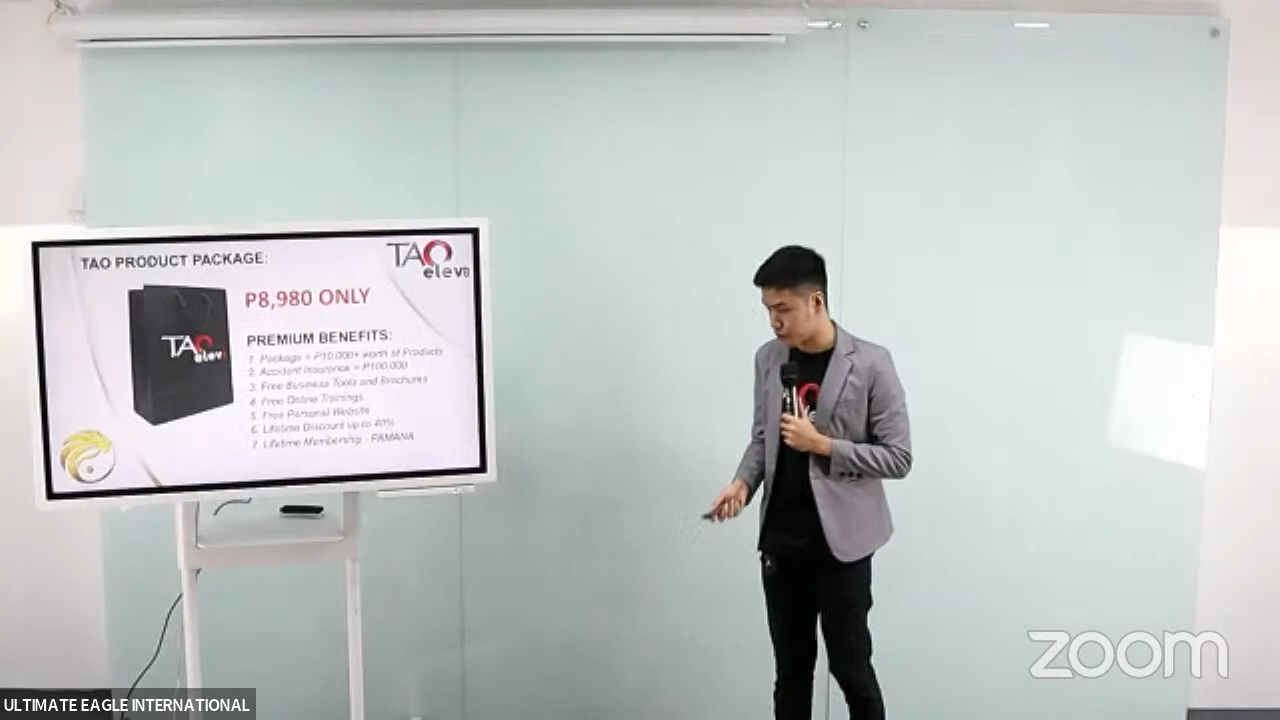 TAO PRODUCT PACKAGE:
TAO
elev8
P8,980 ONLY
TAO
elev8
PREMIUM BENEFITS:
1. Package = P10,000+ worth of Products
2. Accident Insurance = P100,000
3. Free Business Tools and Brochures
4. Free Online Trainings
5. Free Personal Website
6. Lifetime Discount up to 40%
7. Lifetime Membership - PAMANA
zoom
ULTIMATE EAGLE INTERNATIONAL